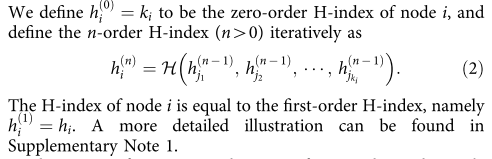 We define h_i^{(0)} = k_i to be the zero-order H-index of node i, and
define the n-order H-index (n>0) iteratively as
h_i^{(n)} = \mathcal{H}(h_{j_1}^{(n-1)}, h_{j_2}^{(n-1)}, ···, h_{j_{k_i}}^{(n-1)}). (2)
The H-index of node i is equal to the first-order H-index, namely
h_i^{(1)} = h_i. A more detailed illustration can be found in
Supplementary Note 1.